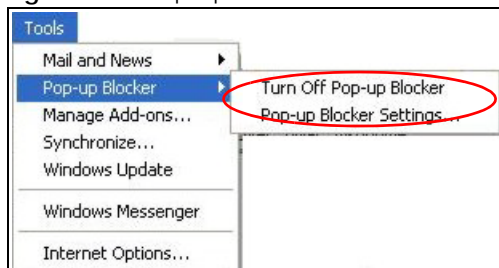 Tools
Mail and News
Pop-up Blocker
Manage Add-ons...
Synchronize...
Windows Update
Windows Messenger
Internet Options...
Turn Off Pop-up Blocker
Pop-up Blocker Settings...